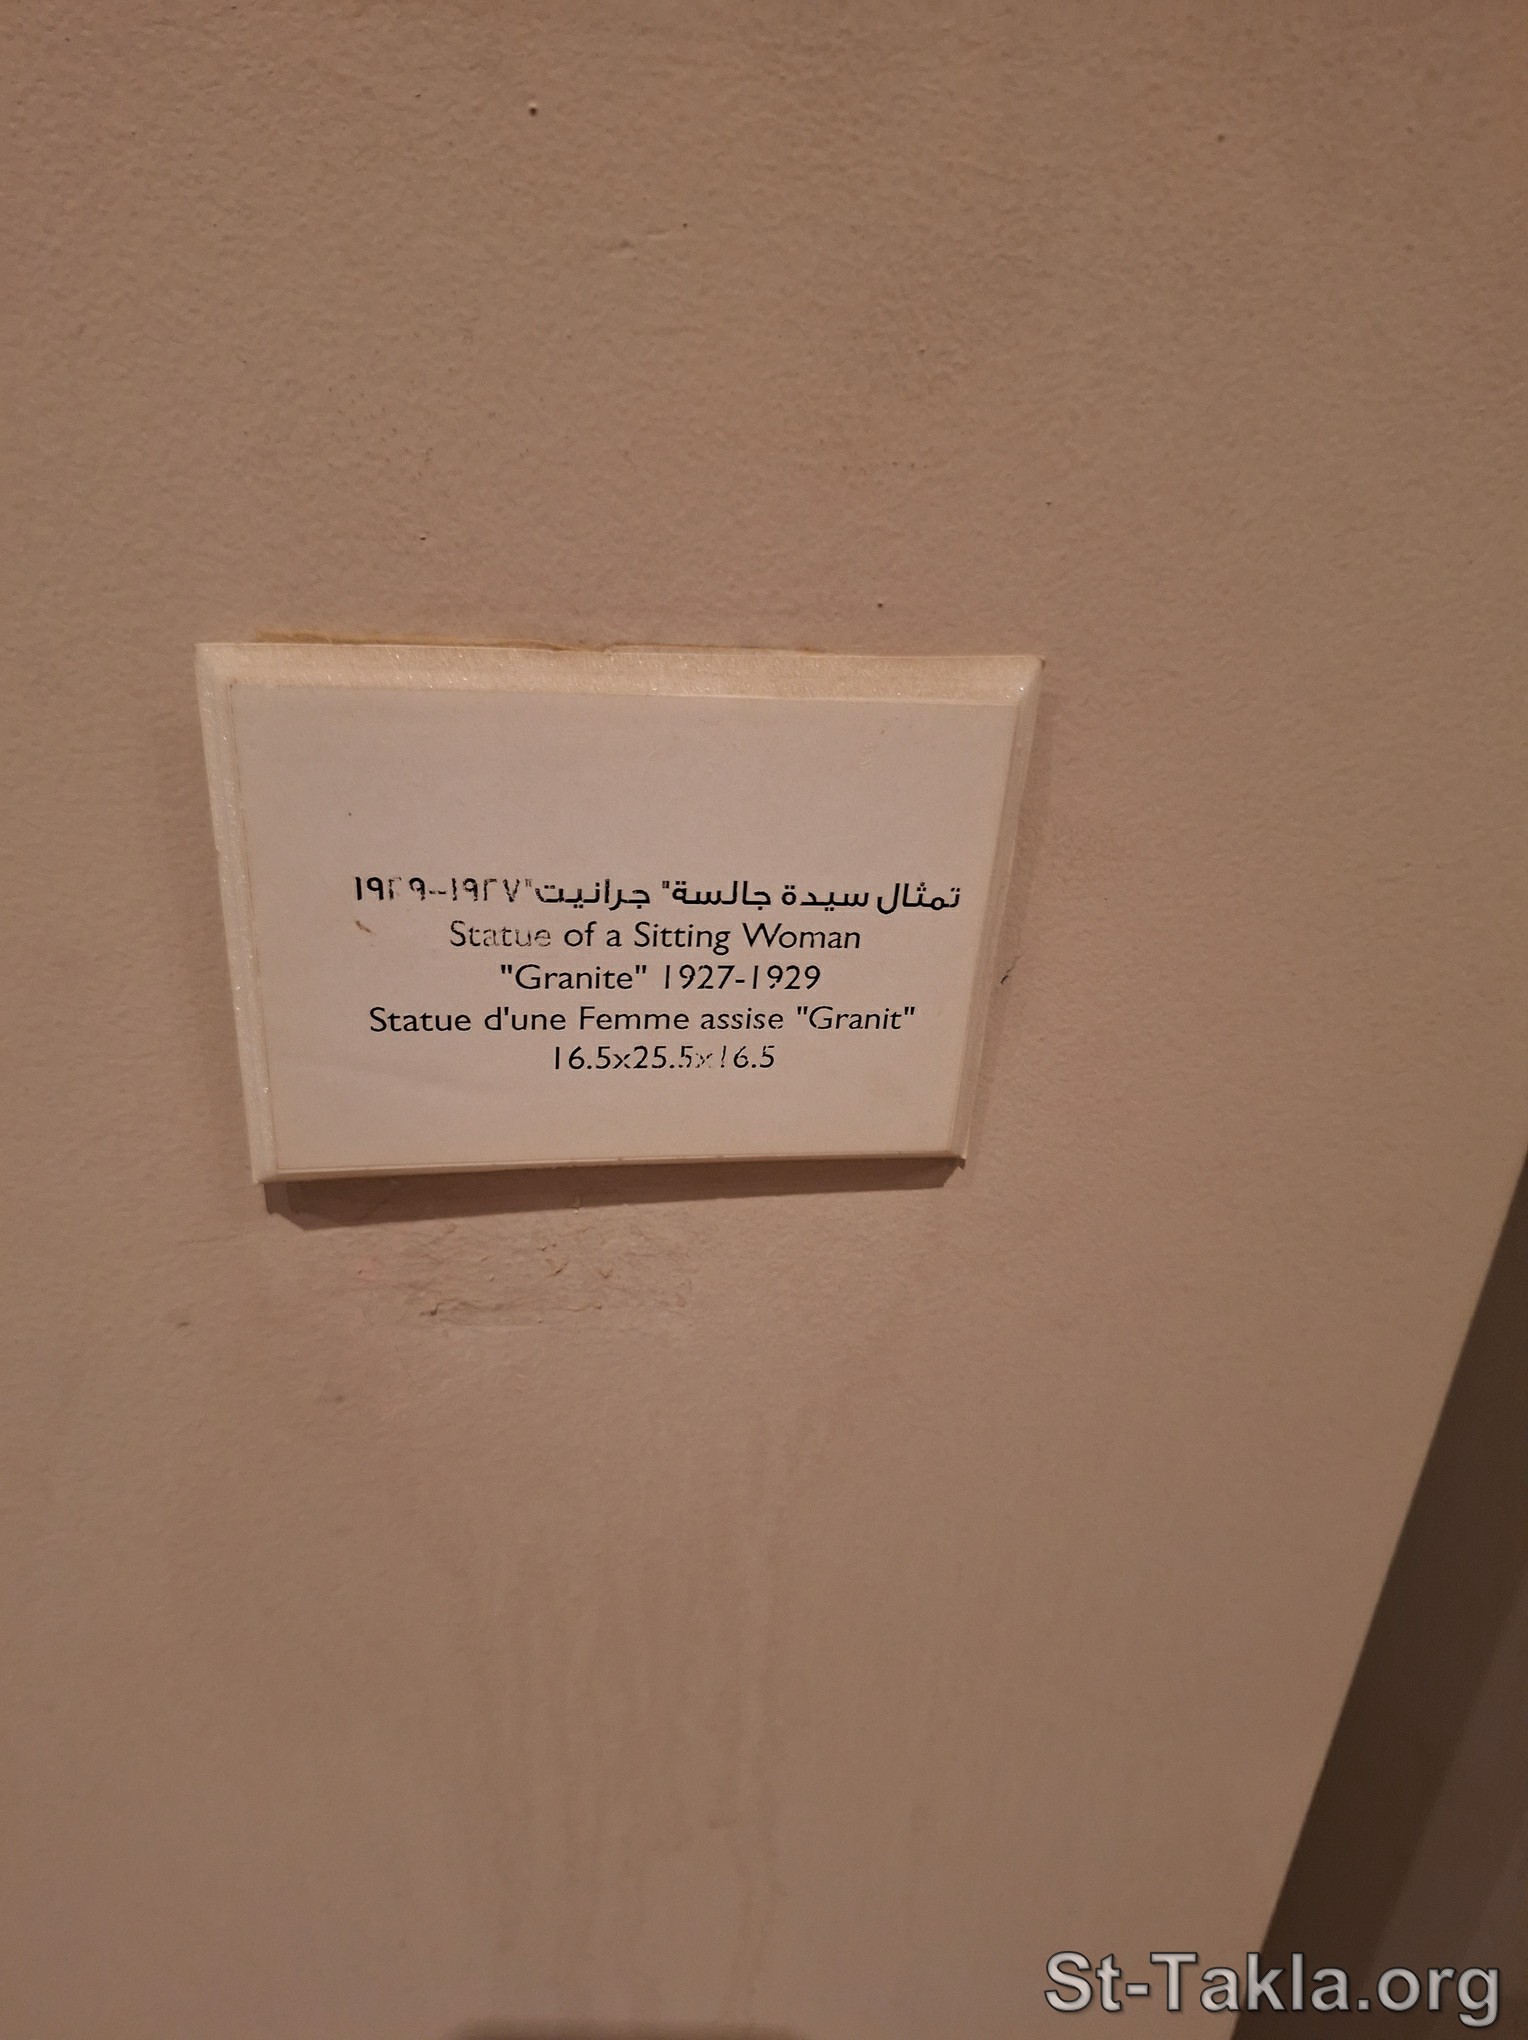 تمثال سيدة جالسة" جرانيت"١٩٢٧-١٩٢٩
Statue of a Sitting Woman
"Granite" 1927-1929
Statue d'une Femme assise "Granit"
16.5x25.5x16.5
St-Takla.org